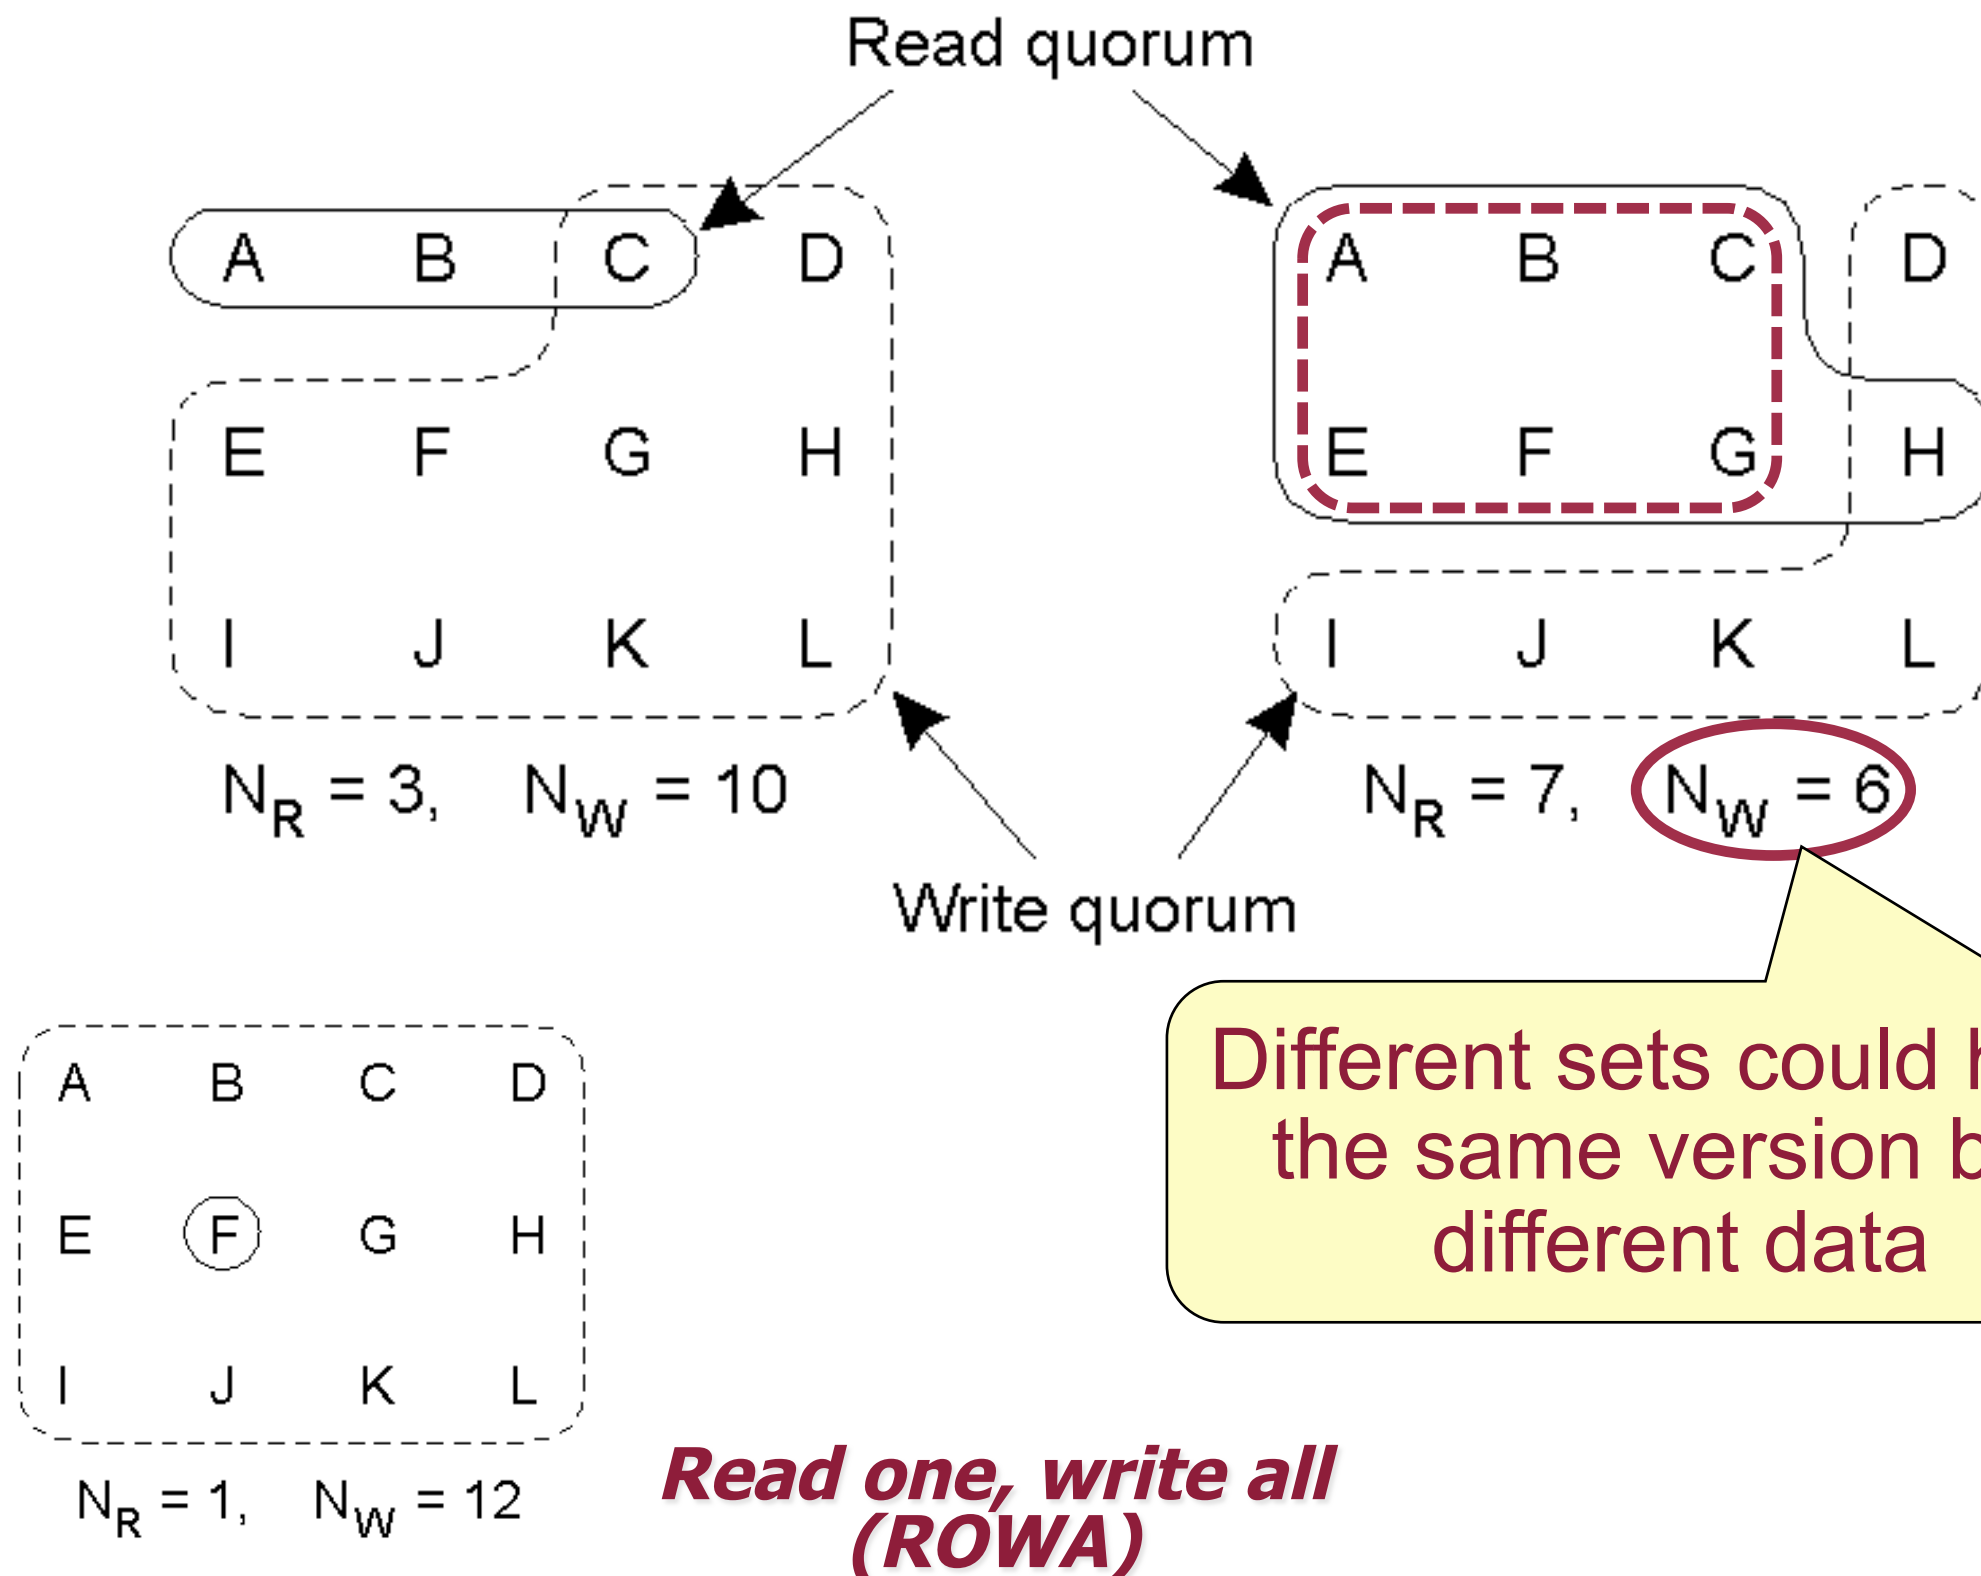 Read quorum
A B C D
E F G H
I J K L
N_R = 3, N_W = 10
A B C D
E F G H
I J K L
N_R = 7, N_W = 6
Write quorum
Different sets could
the same version
different data
A B C D
E F G H
I J K L
N_R = 1, N_W = 12
Read one, write all
(ROWA)